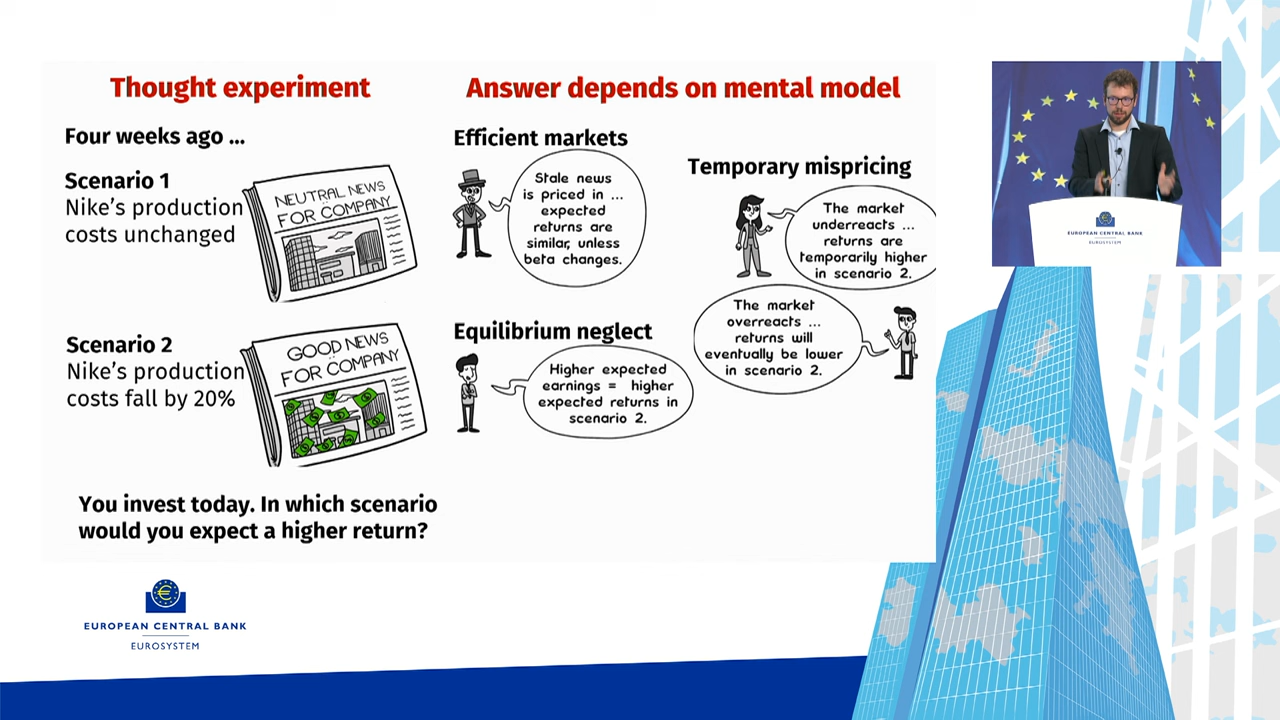 Thought experiment
Four weeks ago ...
Scenario 1
Nike's production
costs unchanged
NEUTRAL NEWS
FOR COMPANY
Scenario 2
Nike's production
costs fall by 20%
GOOD NEWS
FOR COMPANY
You invest today. In which scenario
would you expect a higher return?
Answer depends on mental model
Efficient markets
Stale news
is priced in ...
expected
returns are
similar, unless
beta changes.
Temporary mispricing
The market
underreacts ...
returns are
temporarily higher
in scenario 2.
The market
overreacts ...
returns will
eventually be lower
in scenario 2.
Equilibrium neglect
Higher expected
earnings = higher
expected returns in
scenario 2.
EUROPEAN CENTRAL BANK
EUROSYSTEM
EUROPEAN CENTRAL BANK
EUROSYSTEM